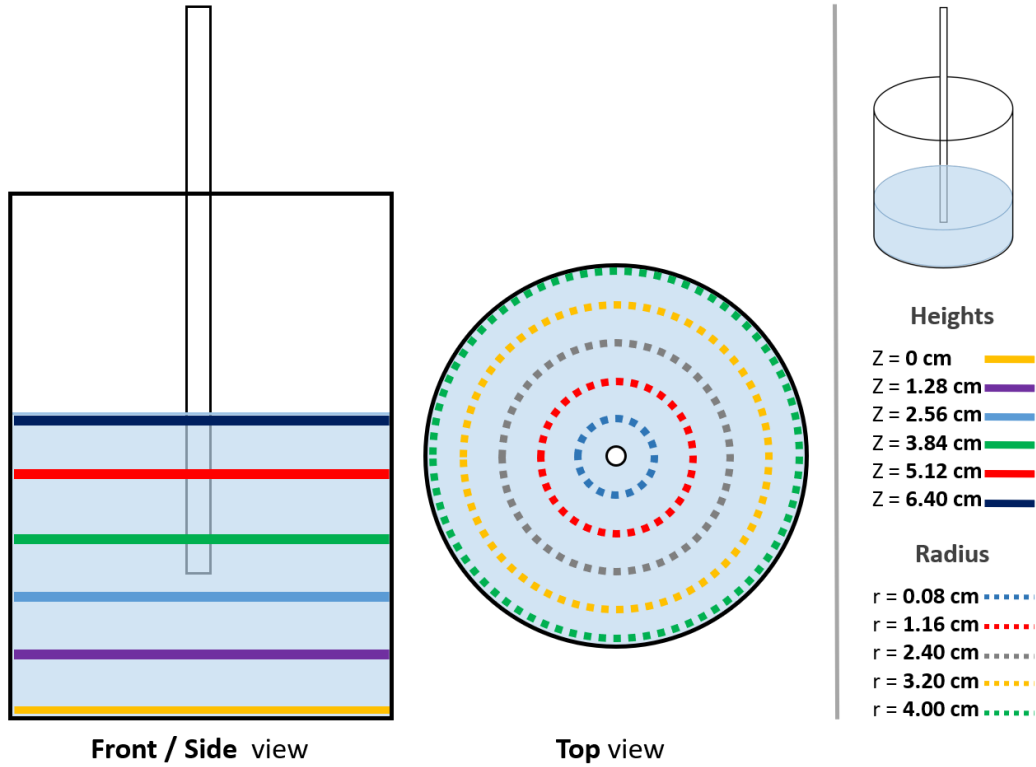 Heights
Z = 0 cm
Z = 1.28 cm
Z = 2.56 cm
Z = 3.84 cm
Z = 5.12 cm
Z = 6.40 cm
Radius
r = 0.08 cm
r = 1.16 cm
r = 2.40 cm
r = 3.20 cm
r = 4.00 cm
Front / Side view
Top view